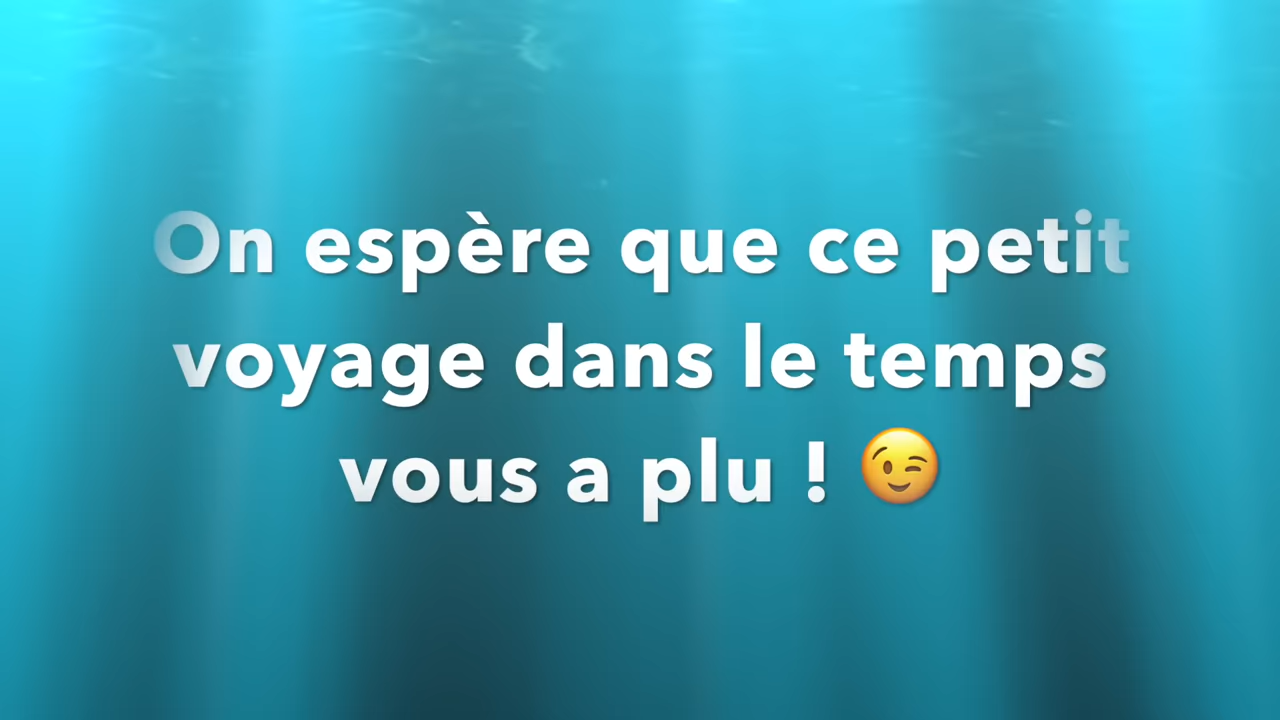 On espère que ce petit
voyage dans le temps
vous a plu ! 😉